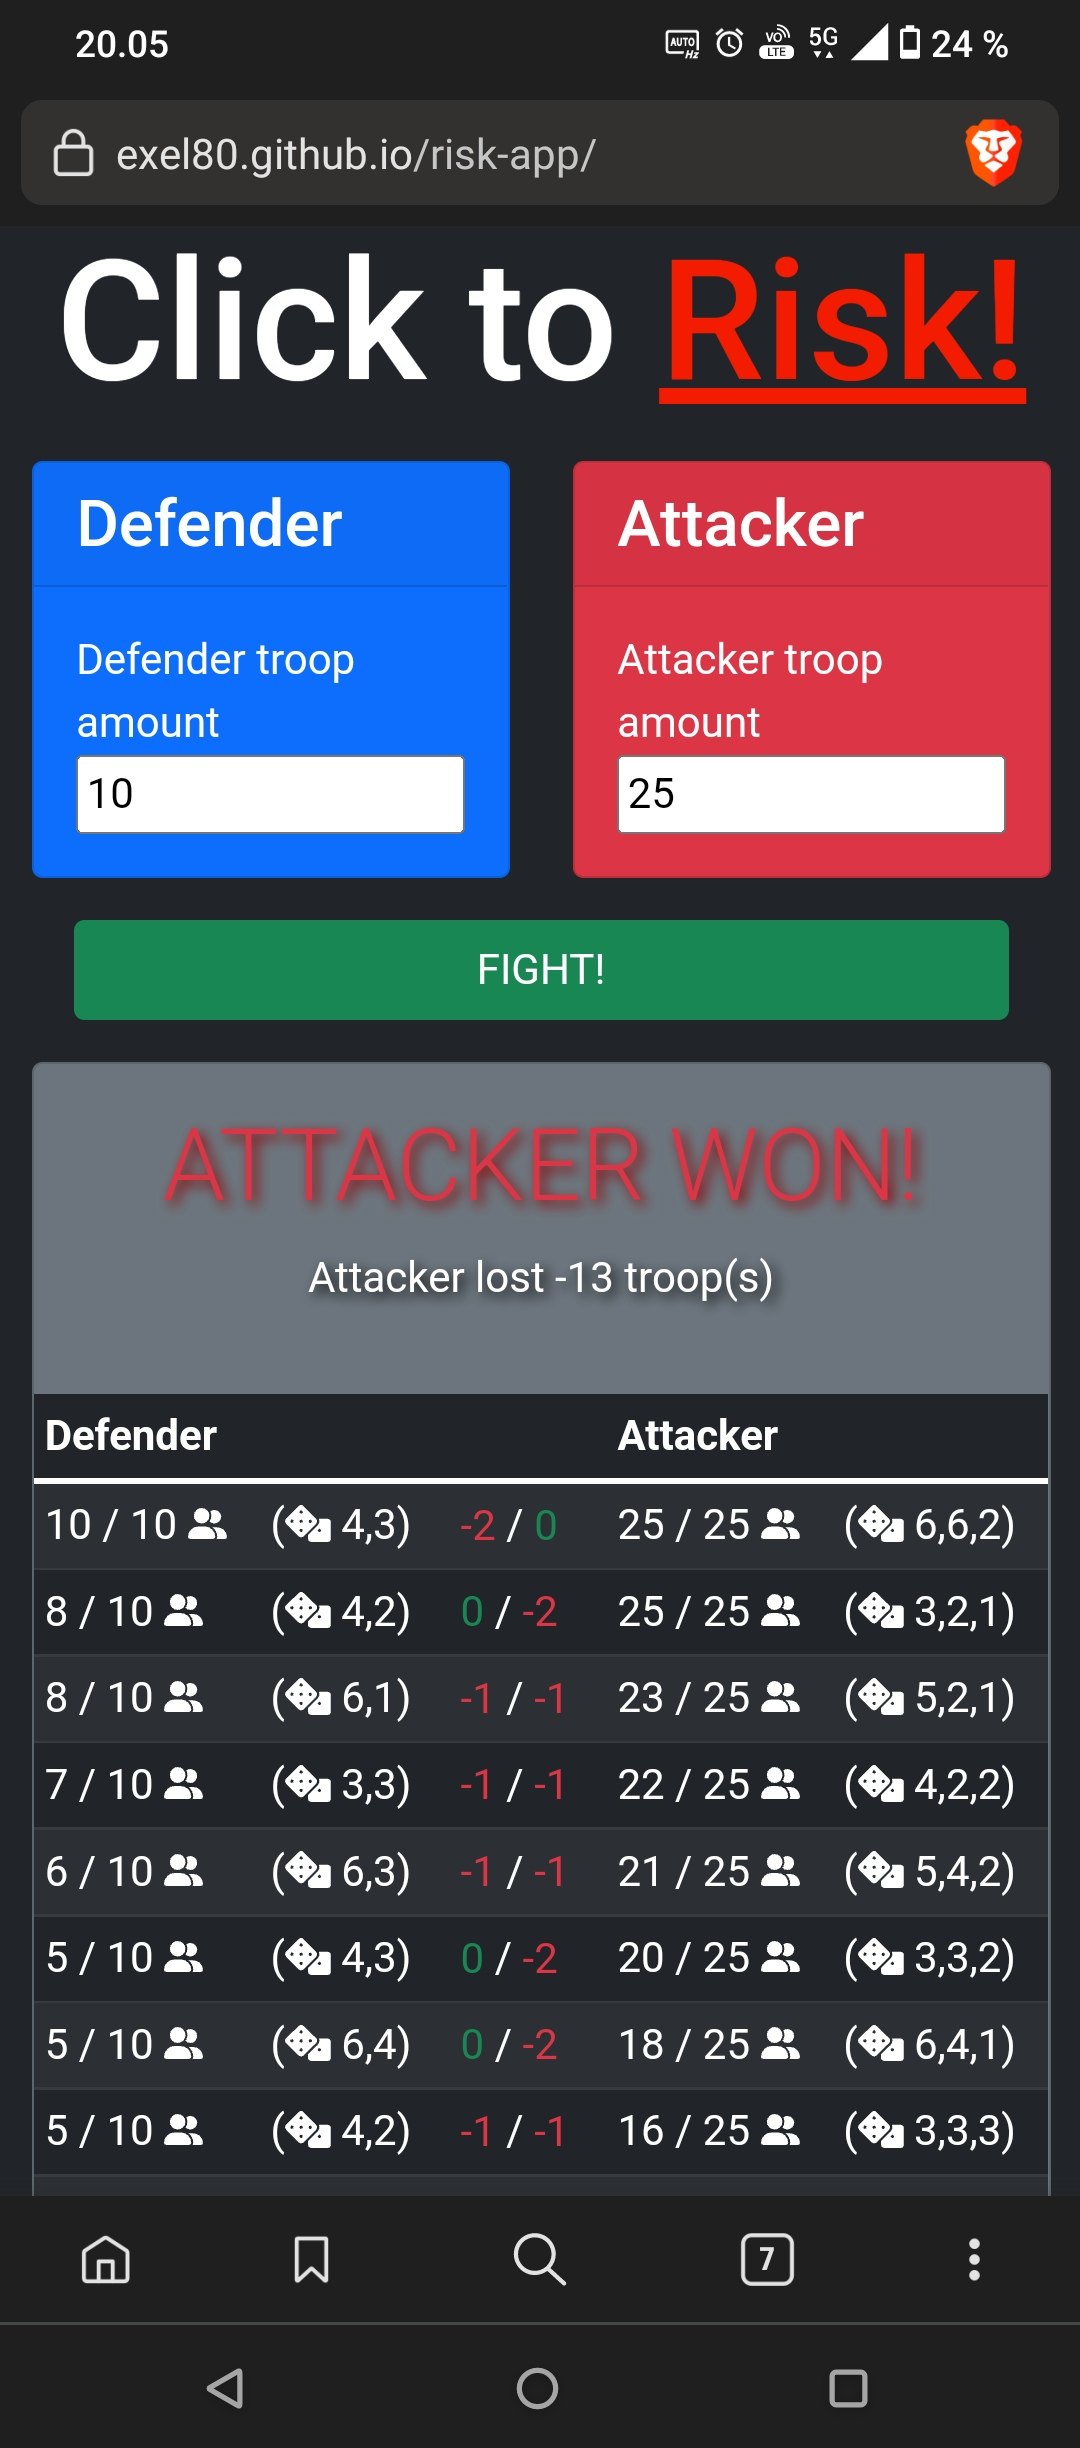 20.05 AUTO Hz VO LTE 5G 24 %
exel80.github.io/risk-app/
Click to Risk!
Defender
Attacker
Defender troop
amount
10
Attacker troop
amount
25
FIGHT!
ATTACKER WON!
Attacker lost -13 troop(s)
Defender Attacker
10 / 10 (4,3) -2 / 0 25 / 25 (6,6,2)
8 / 10 (4,2) 0 / -2 25 / 25 (3,2,1)
8 / 10 (6,1) -1 / -1 23 / 25 (5,2,1)
7 / 10 (3,3) -1 / -1 22 / 25 (4,2,2)
6 / 10 (6,3) -1 / -1 21 / 25 (5,4,2)
5 / 10 (4,3) 0 / -2 20 / 25 (3,3,2)
5 / 10 (6,4) 0 / -2 18 / 25 (6,4,1)
5 / 10 (4,2) -1 / -1 16 / 25 (3,3,3)
7